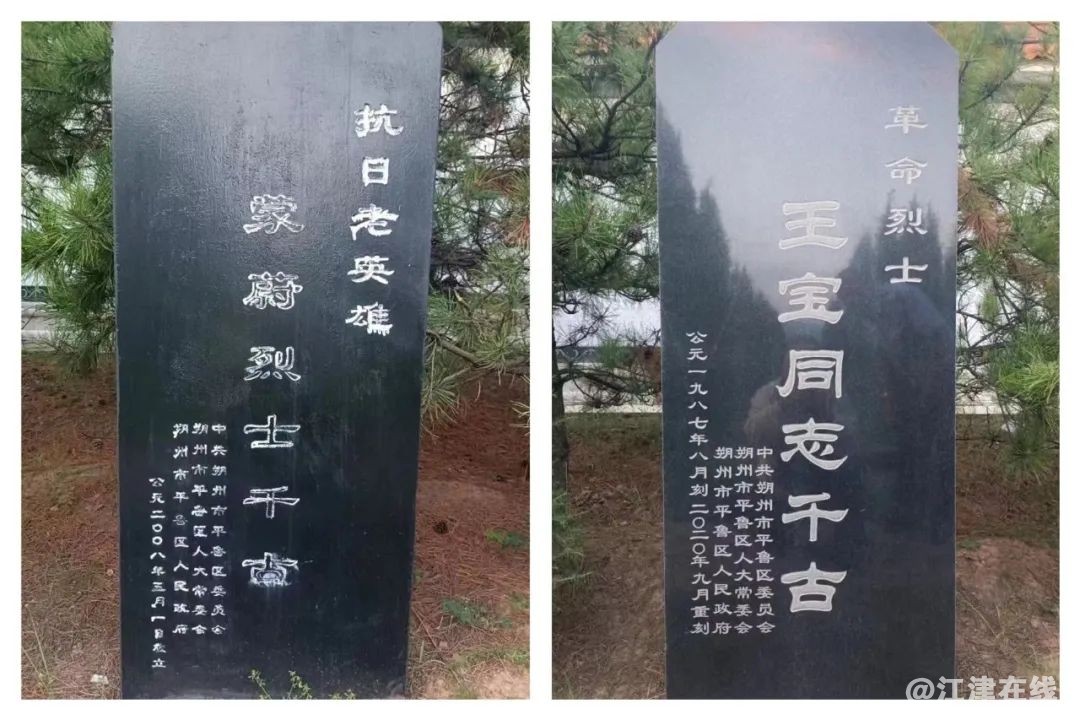 抗日老英雄
蒙蔚烈士千古
中共朔州市平鲁区委员会
朔州市平鲁区人大常委会
朔州市平鲁区人民政府
公元二00八年三月一日敬立
革命烈士
王宝同志千古
中共朔州市平鲁区委员会
朔州市平鲁区人大常委会
朔州市平鲁区人民政府
公元一九八七年八月刻二〇二〇年九月重刻
@江津在线